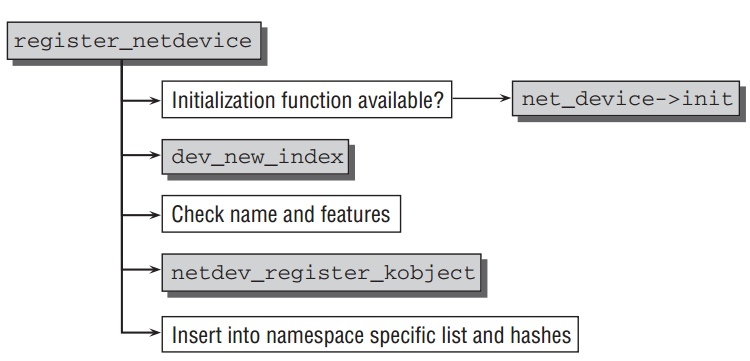 register_netdevice
Initialization function available?
net_device->init
dev_new_index
Check name and features
netdev_register_kobject
Insert into namespace specific list and hashes